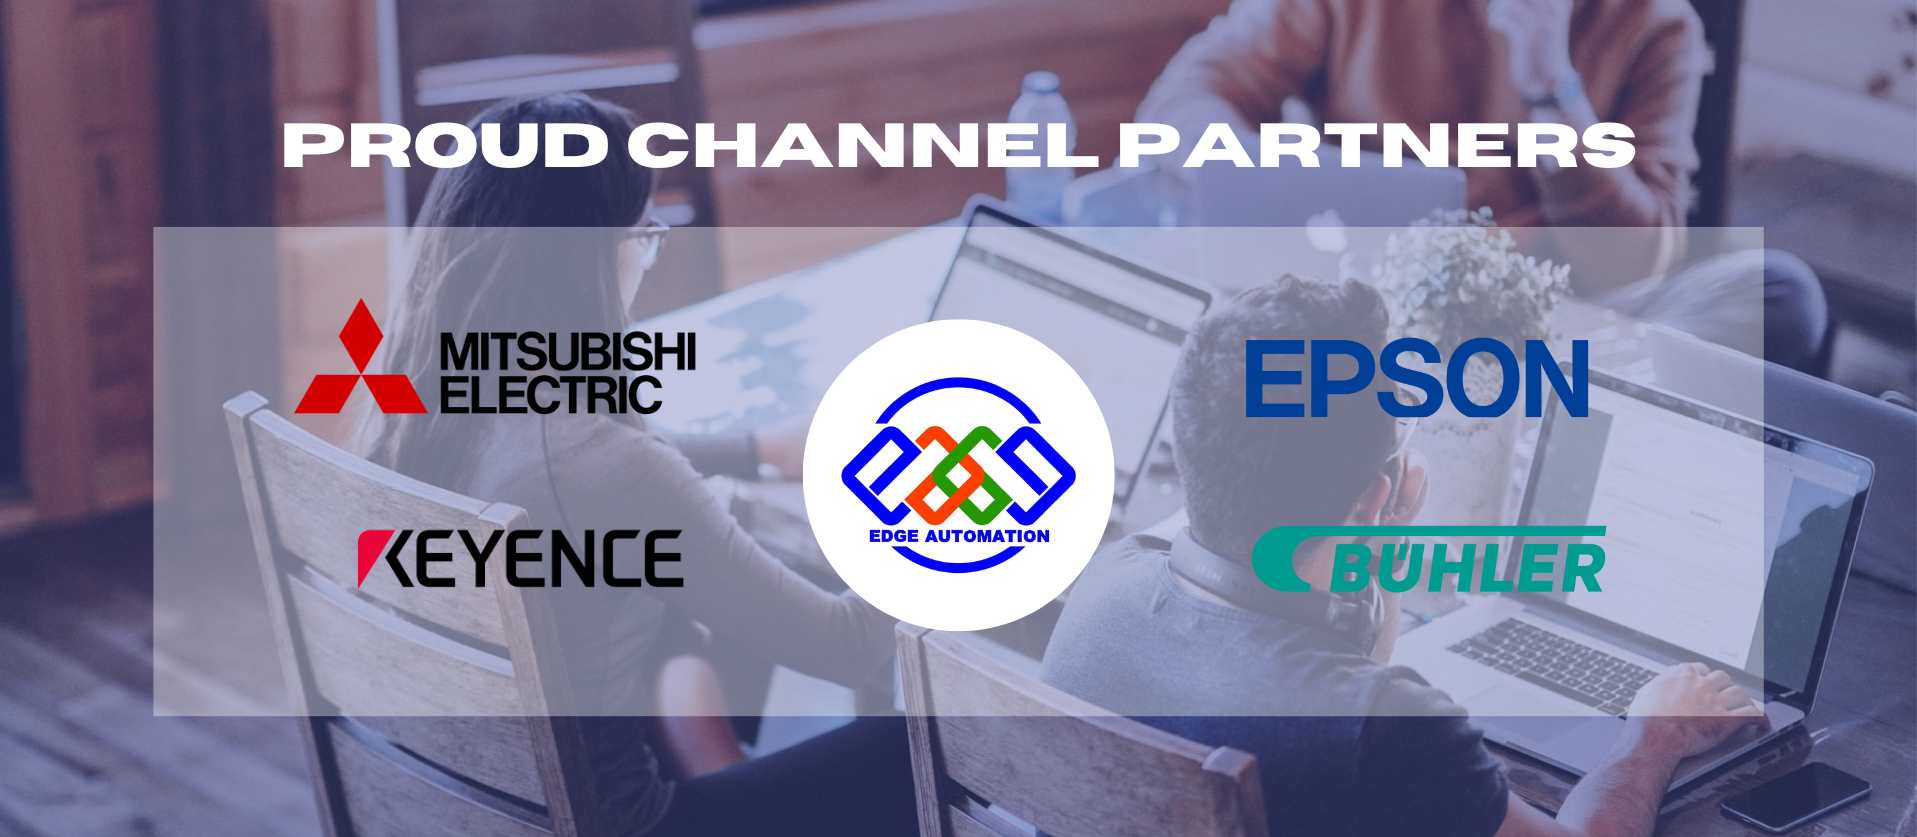 PROUD CHANNEL PARTNERS
MITSUBISHI
ELECTRIC
EPSON
EDGE AUTOMATION
KEYENCE
BÜHLER